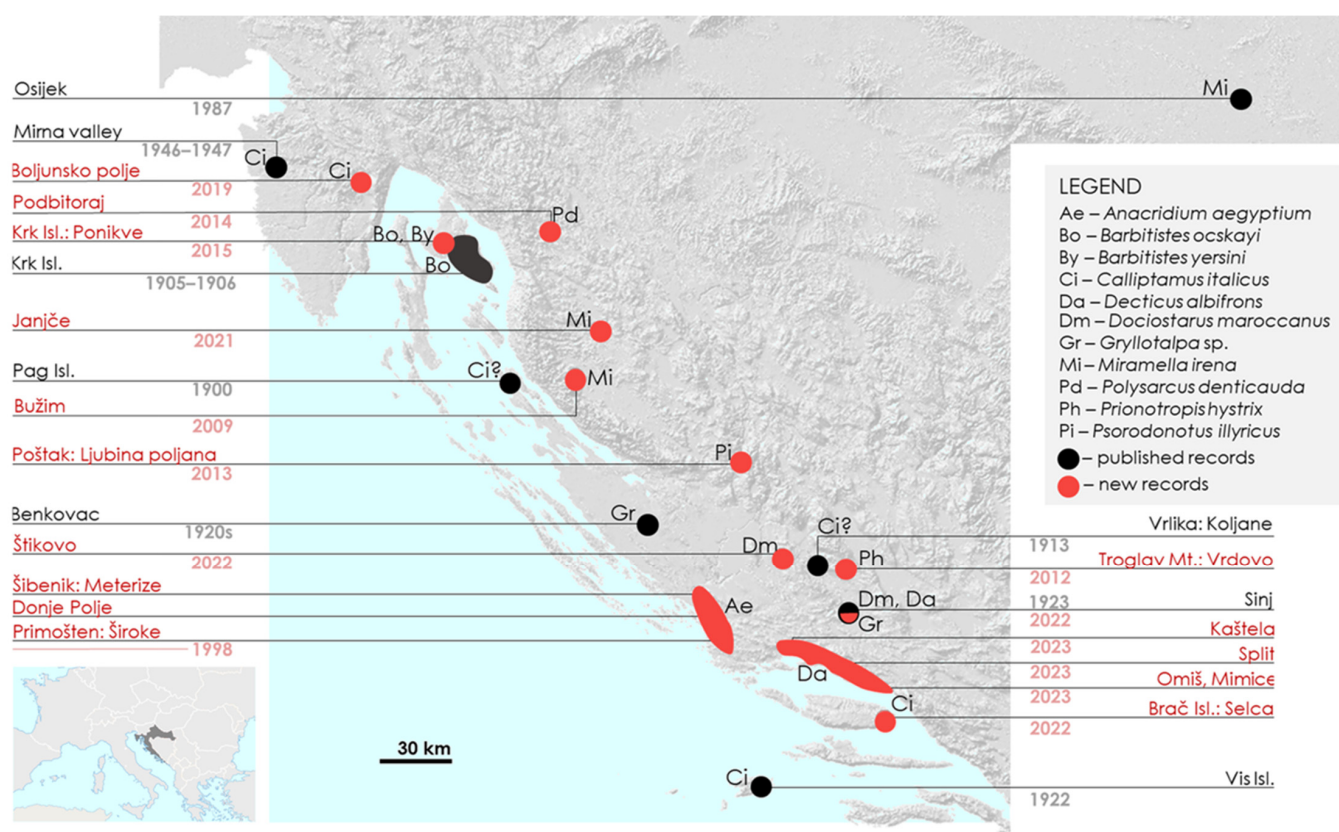 Osijek
1987
Mi
Mirna valley
1946–1947
Ci
Boljunsko polje
2019
Ci
Podbitoraj
2014
Pd
Krk Isl.: Ponikve
2015
Bo, By
Krk Isl.
1905–1906
Bo
Janjče
2021
Mi
Pag Isl.
1900
Ci?
Bužim
2009
Mi
Poštak: Ljubina poljana
2013
Pi
Benkovac
1920s
Gr
Štikovo
2022
Dm
Šibenik: Meterize
Donje Polje
Primošten: Široke
1998
Ae
LEGEND
Ae – Anacridium aegyptium
Bo – Barbitistes ocskayi
By – Barbitistes yersini
Ci – Calliptamus italicus
Da – Decticus albifrons
Dm – Dociostarus maroccanus
Gr – Gryllotalpa sp.
Mi – Miramella irena
Pd – Polysarcus denticauda
Ph – Prionotropis hystrix
Pi – Psorodonotus illyricus
– published records
– new records
Ci?
Vrlika: Koljane
1913
Ph
Troglav Mt.: Vrdovo
2012
Dm, Da
Gr
1923
Sinj
2022
Kaštela
2023
Split
2023
Da
Omiš, Mimice
2023
Ci
Brač Isl.: Selca
2022
Ci
Vis Isl.
1922
30 km